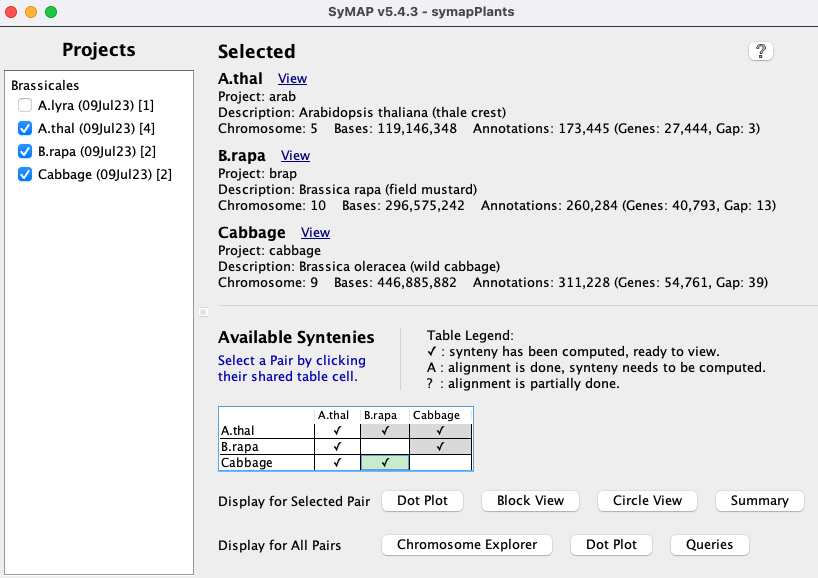 SyMAP v5.4.3 - symapPlants
Projects
Brassicales
A.lyra (09Jul23) [1]
A.thal (09Jul23) [4]
B.rapa (09Jul23) [2]
Cabbage (09Jul23) [2]
Selected
?
A.thal View
Project: arab
Description: Arabidopsis thaliana (thale crest)
Chromosome: 5 Bases: 119,146,348 Annotations: 173,445 (Genes: 27,444, Gap: 3)
B.rapa View
Project: brap
Description: Brassica rapa (field mustard)
Chromosome: 10 Bases: 296,575,242 Annotations: 260,284 (Genes: 40,793, Gap: 13)
Cabbage View
Project: cabbage
Description: Brassica oleracea (wild cabbage)
Chromosome: 9 Bases: 446,885,882 Annotations: 311,228 (Genes: 54,761, Gap: 39)
Available Syntenies
Select a Pair by clicking
their shared table cell.
Table Legend:
✓ : synteny has been computed, ready to view.
A : alignment is done, synteny needs to be computed.
? : alignment is partially done.
A.thal B.rapa Cabbage
A.thal ✓ ✓ ✓
B.rapa ✓ ✓
Cabbage ✓ ✓
Display for Selected Pair Dot Plot Block View Circle View Summary
Display for All Pairs Chromosome Explorer Dot Plot Queries